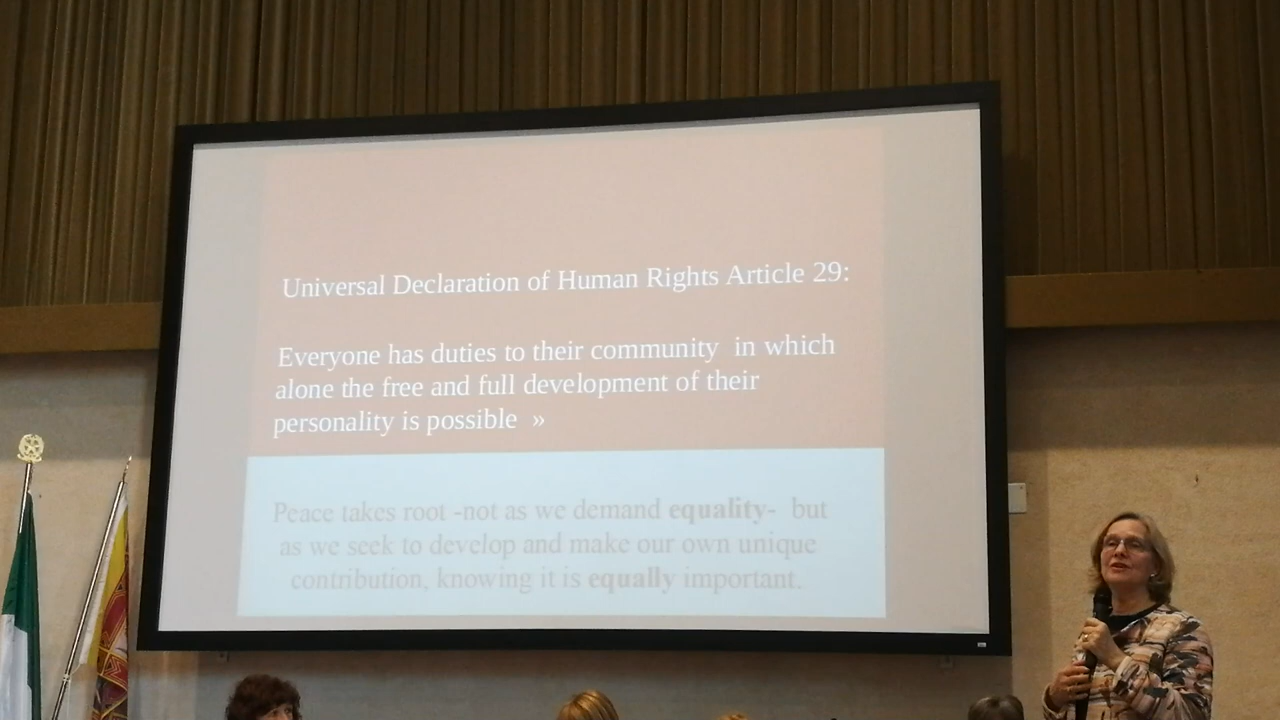 Universal Declaration of Human Rights Article 29:
Everyone has duties to their community in which
alone the free and full development of their
personality is possible »
Peace takes root -not as we demand equality- but
as we seek to develop and make our own unique
contribution, knowing it is equally important.